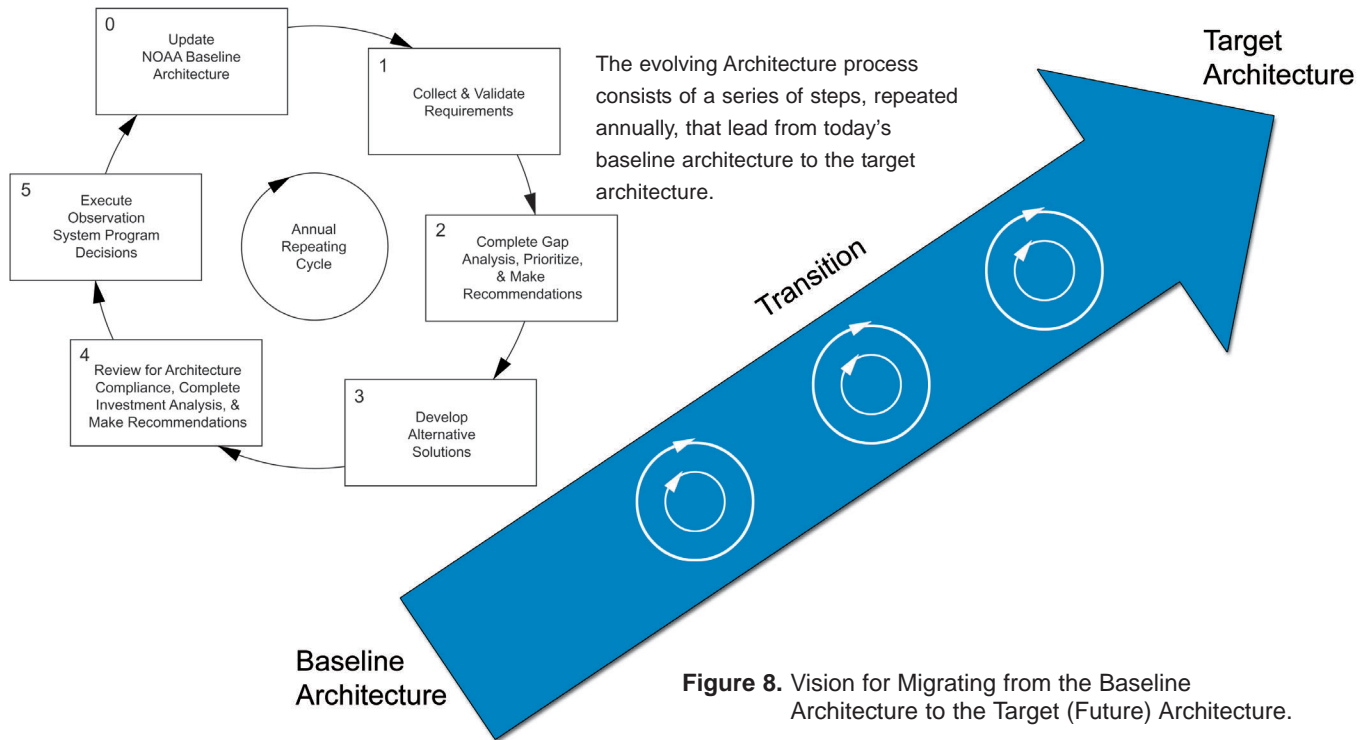 0
Update
NOAA Baseline
Architecture
1
Collect & Validate
Requirements
2
Complete Gap
Analysis, Prioritize,
& Make
Recommendations
3
Develop
Alternative
Solutions
4
Review for Architecture
Compliance, Complete
Investment Analysis, &
Make Recommendations
5
Execute
Observation
System Program
Decisions
Annual
Repeating
Cycle
The evolving Architecture process
consists of a series of steps, repeated
annually, that lead from today's
baseline architecture to the target
architecture.
Target
Architecture
Transition
Baseline
Architecture
Figure 8. Vision for Migrating from the Baseline
Architecture to the Target (Future) Architecture.